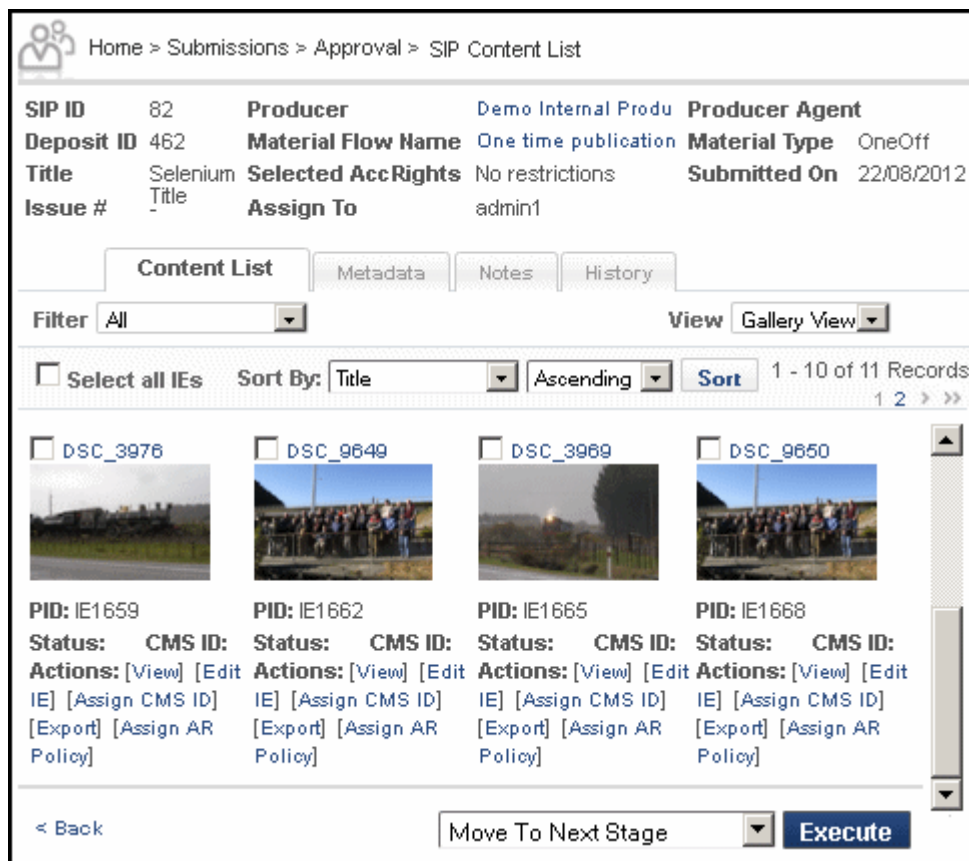 Home > Submissions > Approval > SIP Content List
SIP ID 82 Producer Demo Internal Produ Producer Agent
Deposit ID 462 Material Flow Name One time publication Material Type OneOff
Title Selenium Title Selected AccRights No restrictions Submitted On 22/08/2012
Issue # - Assign To admin1
Content List Metadata Notes History
Filter All View Gallery View
Select all IEs Sort By: Title Ascending Sort 1 - 10 of 11 Records
1 2 > >>
DSC_3976 DSC_9649 DSC_3969 DSC_9650
PID: IE1659 PID: IE1662 PID: IE1665 PID: IE1668
Status: CMS ID: Status: CMS ID: Status: CMS ID: Status: CMS ID:
Actions: [View] [Edit Actions: [View] [Edit Actions: [View] [Edit Actions: [View] [Edit
IE] [Assign CMS ID] IE] [Assign CMS ID] IE] [Assign CMS ID] IE] [Assign CMS ID]
[Export] [Assign AR [Export] [Assign AR [Export] [Assign AR [Export] [Assign AR
Policy] Policy] Policy] Policy]
< Back Move To Next Stage Execute